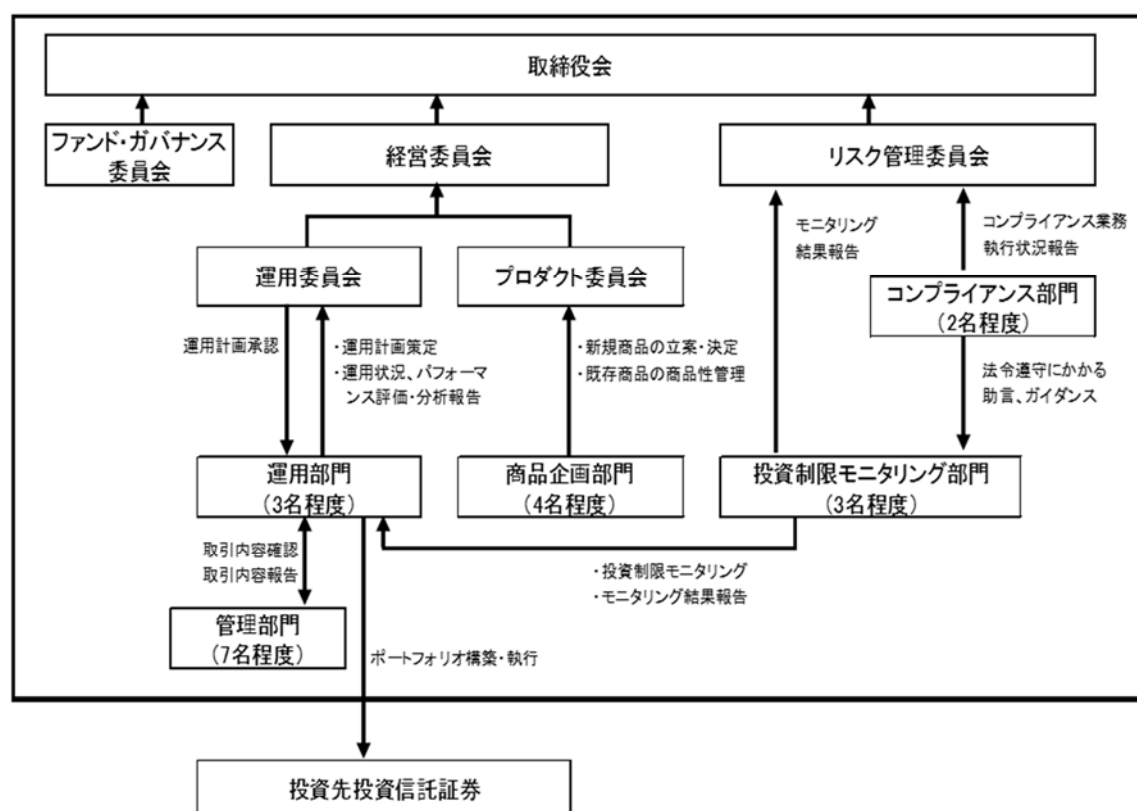 取締役会
ファンド・ガバナンス
委員会
経営委員会
リスク管理委員会
モニタリング
結果報告
コンプライアンス業務
執行状況報告
運用委員会
プロダクト委員会
コンプライアンス部門
(2名程度)
運用計画承認
・運用計画策定
・運用状況、パフォーマ
ンス評価・分析報告
・新規商品の立案・決定
・既存商品の商品性管理
法令遵守にかかる
助言、ガイダンス
運用部門
(3名程度)
商品企画部門
(4名程度)
投資制限モニタリング部門
(3名程度)
取引内容確認
取引内容報告
・投資制限モニタリング
・モニタリング結果報告
管理部門
(7名程度)
ポートフォリオ構築・執行
投資先投資信託証券